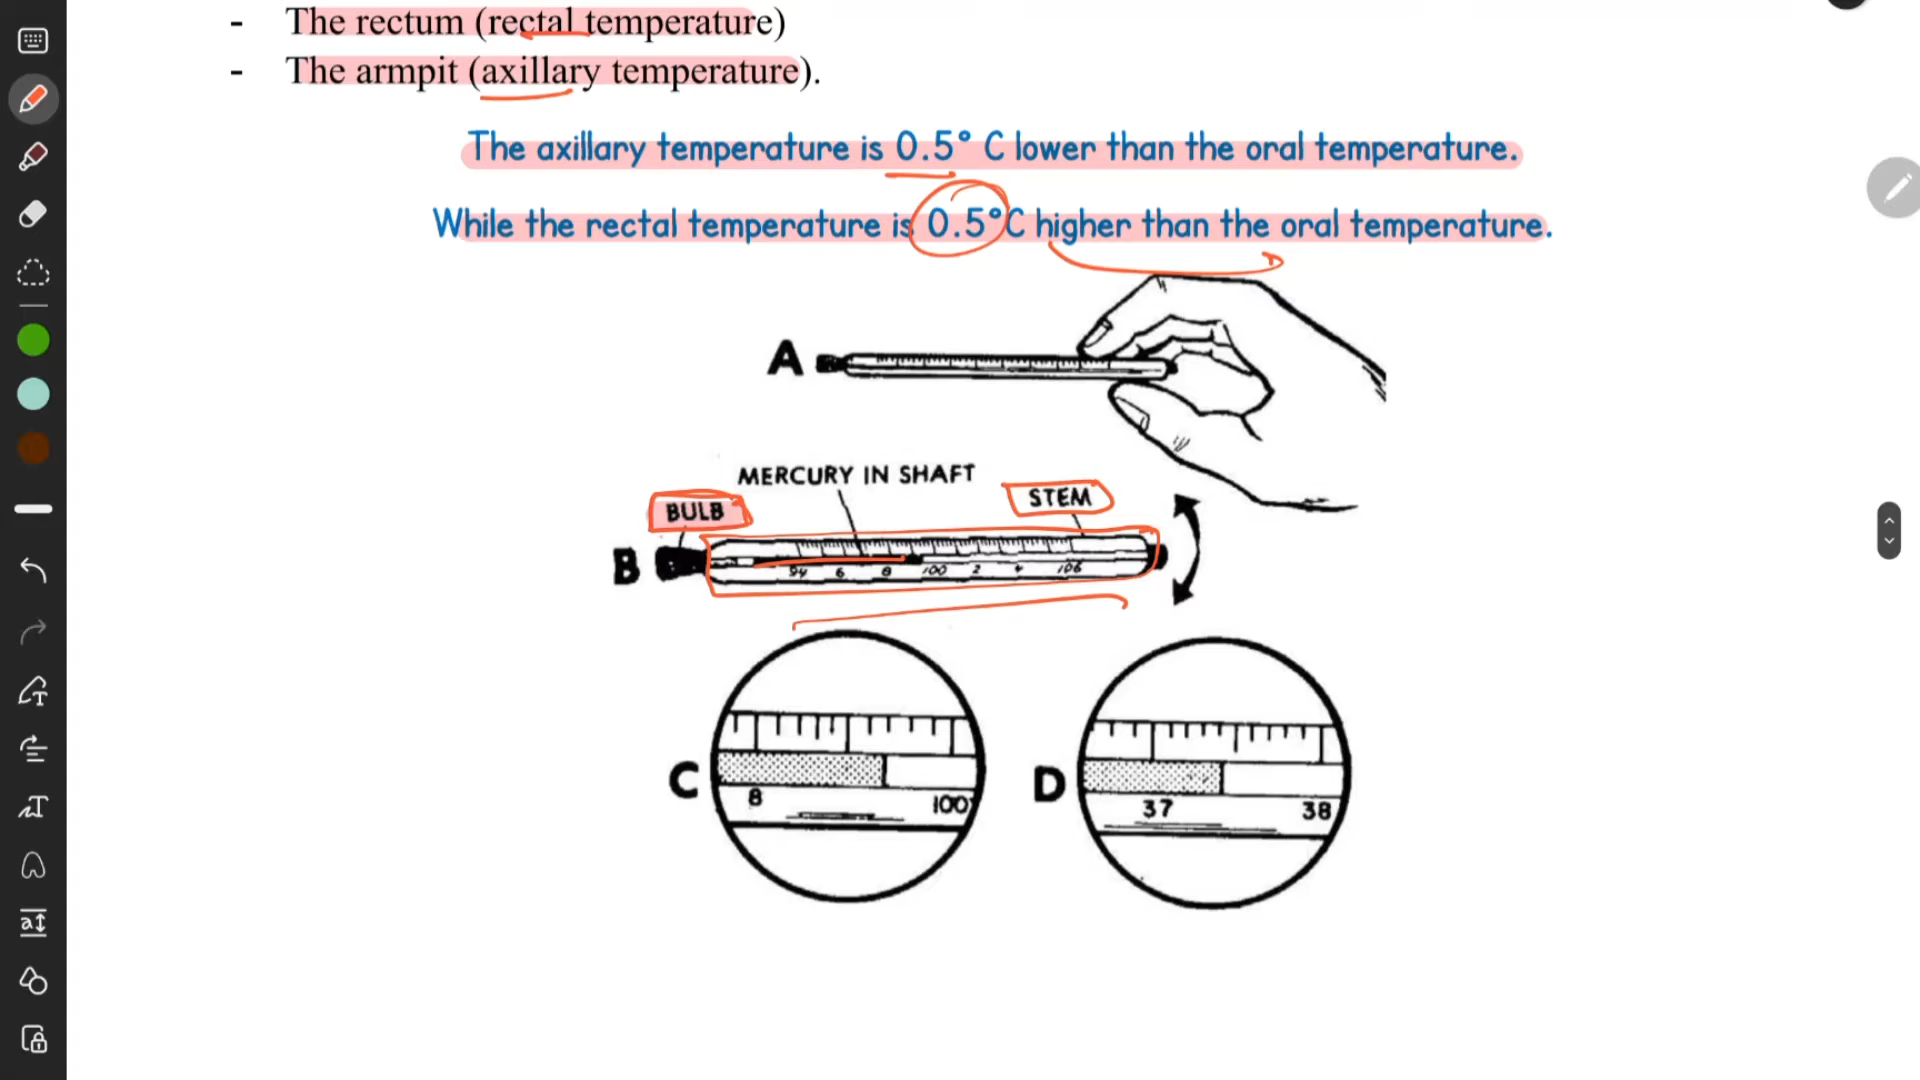 - The rectum (rectal temperature)
- The armpit (axillary temperature).
The axillary temperature is 0.5° C lower than the oral temperature.
While the rectal temperature is 0.5°C higher than the oral temperature.
A
MERCURY IN SHAFT
BULB
STEM
B
94 6 8 100 2 4 106
C
8 100
D
37 38